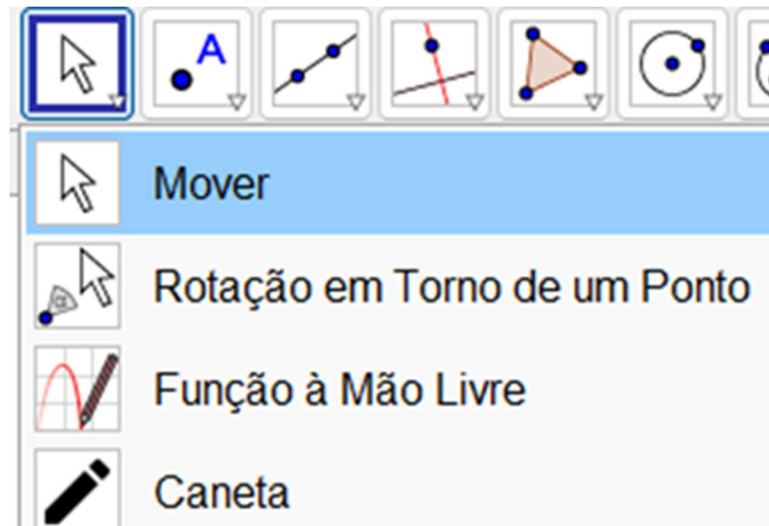 A
Mover
Rotação em Torno de um Ponto
Função à Mão Livre
Caneta